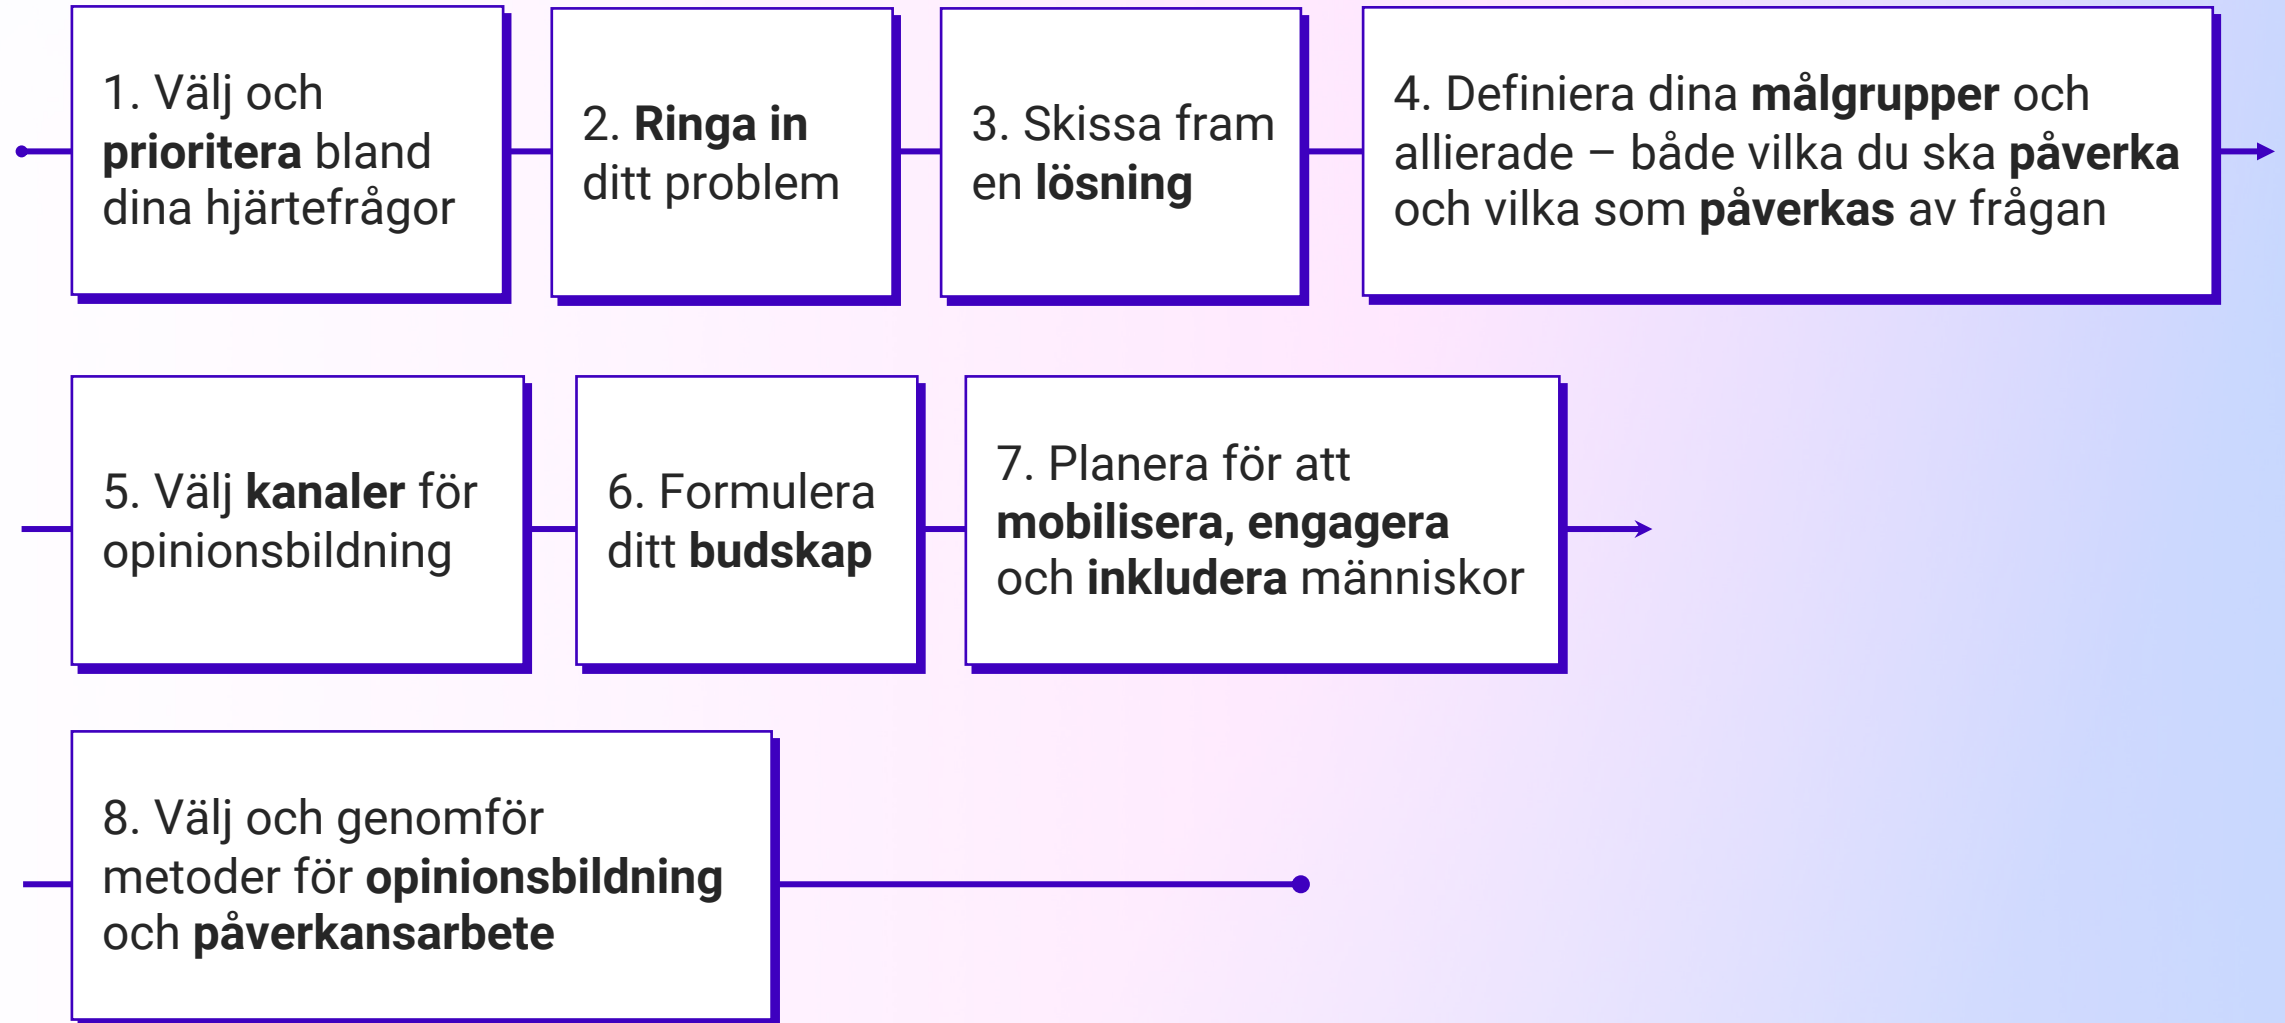 1. Välj och
prioritera bland
dina hjärtefrågor
2. Ringa in
ditt problem
3. Skissa fram
en lösning
4. Definiera dina målgrupper och
allierade – både vilka du ska påverka
och vilka som påverkas av frågan
5. Välj kanaler för
opinionsbildning
6. Formulera
ditt budskap
7. Planera för att
mobilisera, engagera
och inkludera människor
8. Välj och genomför
metoder för opinionsbildning
och påverkansarbete